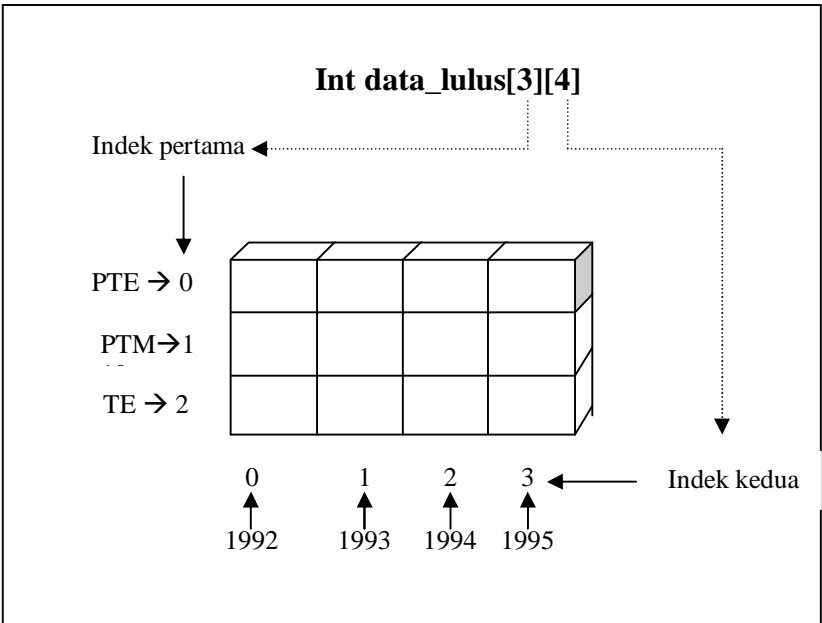 Int data_lulus[3][4]
Indek pertama
PTE → 0
PTM→1
TE → 2
0 1 2 3
Indek kedua
1992 1993 1994 1995